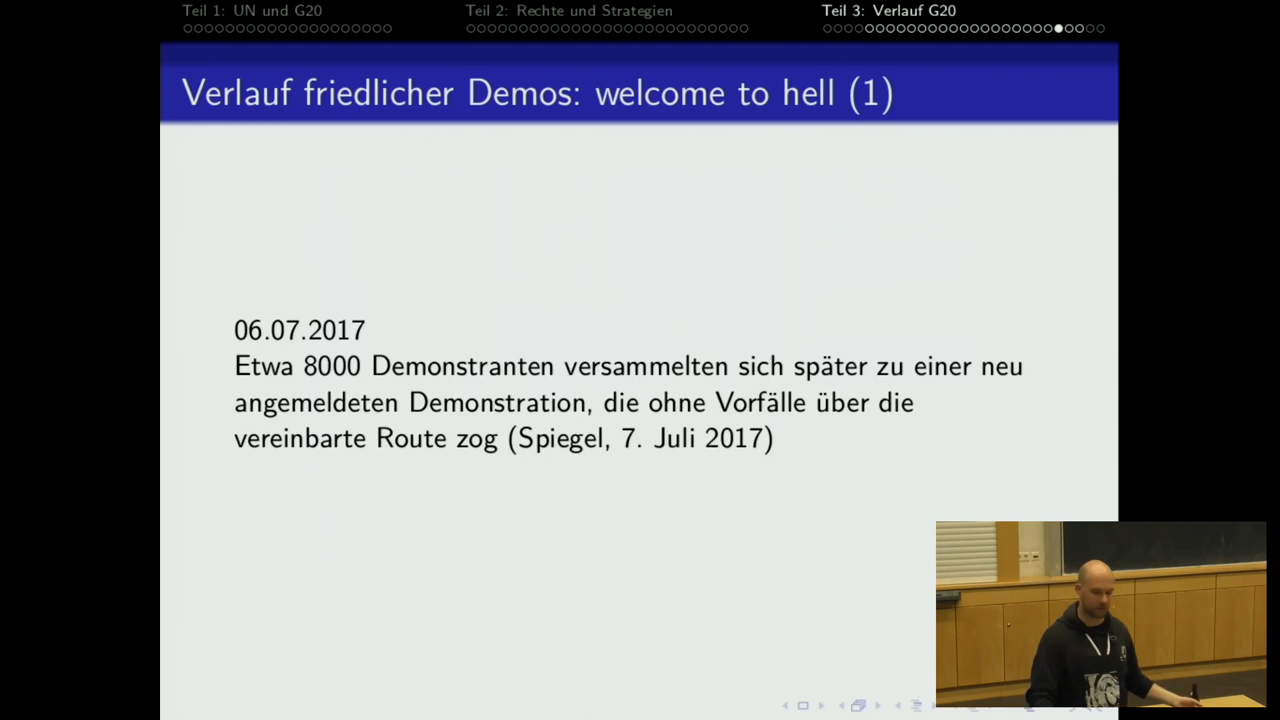 Teil 1: UN und G20
Teil 2: Rechte und Strategien
Teil 3: Verlauf G20
Verlauf friedlicher Demos: welcome to hell (1)
06.07.2017
Etwa 8000 Demonstranten versammelten sich später zu einer neu
angemeldeten Demonstration, die ohne Vorfälle über die
vereinbarte Route zog (Spiegel, 7. Juli 2017)